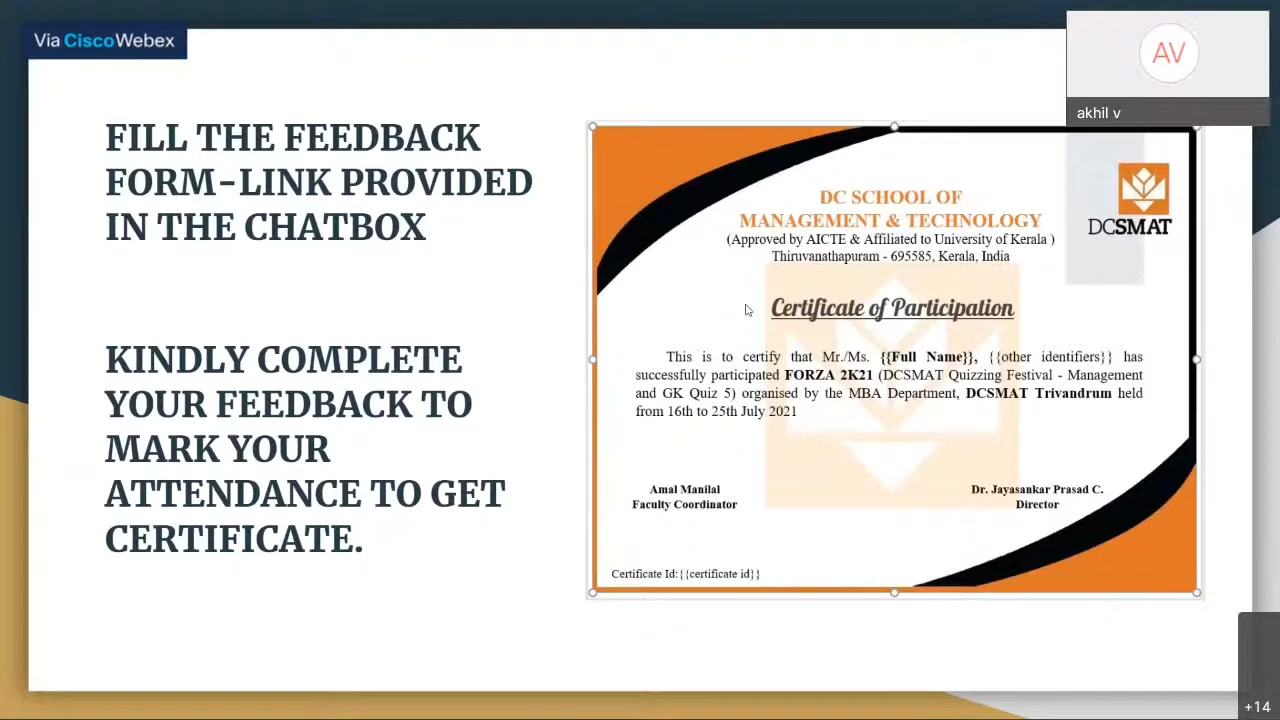 Via CiscoWebex
AV
akhil v
FILL THE FEEDBACK
FORM-LINK PROVIDED
IN THE CHATBOX
KINDLY COMPLETE
YOUR FEEDBACK TO
MARK YOUR
ATTENDANCE TO GET
CERTIFICATE.
DC SCHOOL OF
MANAGEMENT & TECHNOLOGY
(Approved by AICTE & Affiliated to University of Kerala )
Thiruvanathapuram - 695585, Kerala, India
DCSMAT
Certificate of Participation
This is to certify that Mr./Ms. {{Full Name}}, {{other identifiers}} has
successfully participated FORZA 2K21 (DCSMAT Quizzing Festival - Management
and GK Quiz 5) organised by the MBA Department, DCSMAT Trivandrum held
from 16th to 25th July 2021
Amal Manilal
Faculty Coordinator
Dr. Jayasankar Prasad C.
Director
Certificate Id:{{certificate id}}
+14